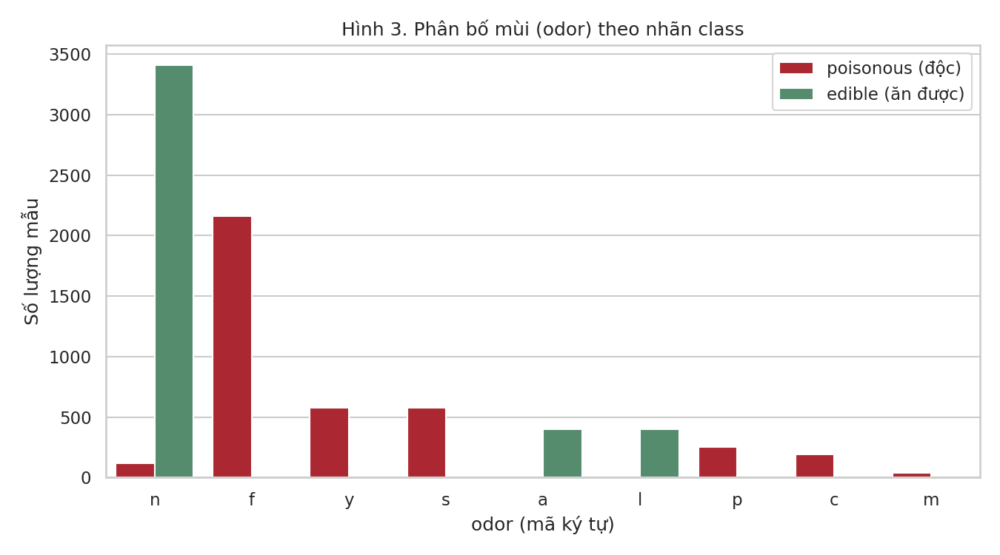 Hình 3. Phân bố mùi (odor) theo nhãn class
poisonous (độc)
edible (ăn được)
Số lượng mẫu
3500
3000
2500
2000
1500
1000
500
0
n f y s a l p c m
odor (mã ký tự)